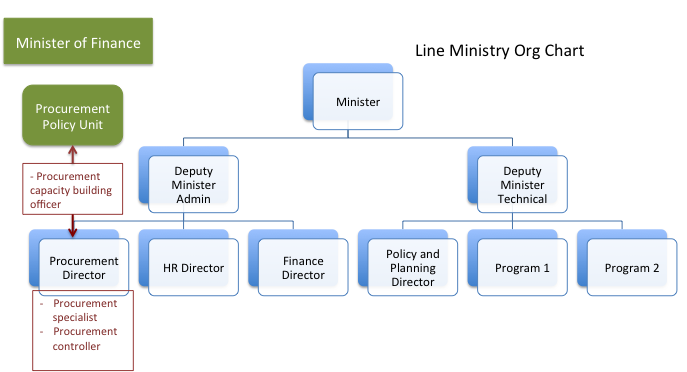 Minister of Finance
Line Ministry Org Chart
Minister
Procurement
Policy Unit
- Procurement
capacity building
officer
Deputy
Minister
Admin
Deputy
Minister
Technical
Procurement
Director
HR Director
Finance
Director
Policy and
Planning
Director
Program 1
Program 2
- Procurement
specialist
- Procurement
controller